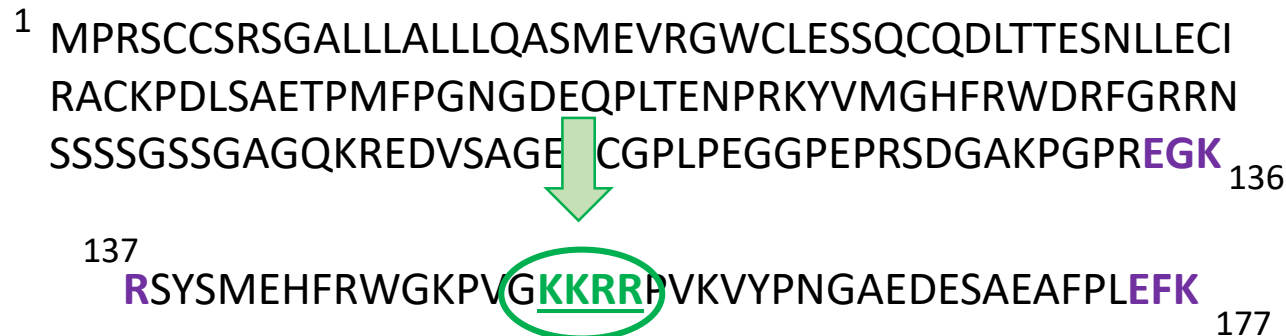 1 MPRSCCSRSGALLLALLLQASMEVRGWCLESSQCQDLTTESNLLECI
RACKPDLSAETPMFPGNGDEQPLTENPRKYVMGHFRWDRFGRRN
SSSSGSSGAGQKREDVSAGE CGPLPEGGPEPRSDGAKPGPREGK 136
137
RSYSMEHFRWGKPVGKKRRPVKVYPNGAEDESAEAFPLEFK
177